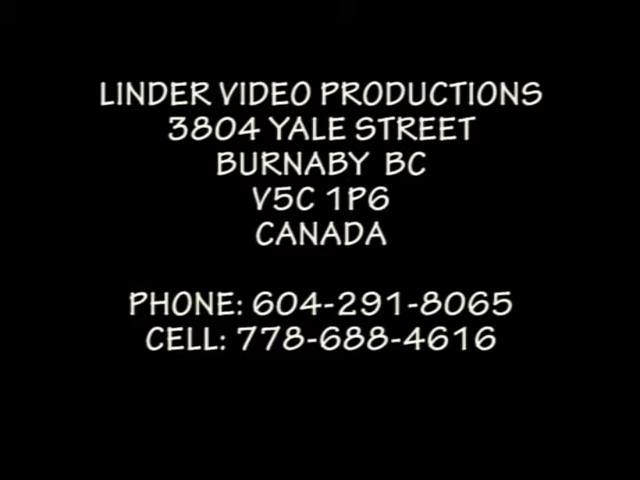 LINDER VIDEO PRODUCTIONS
3804 YALE STREET
BURNABY BC
V5C 1P6
CANADA
PHONE: 604-291-8065
CELL: 778-688-4616